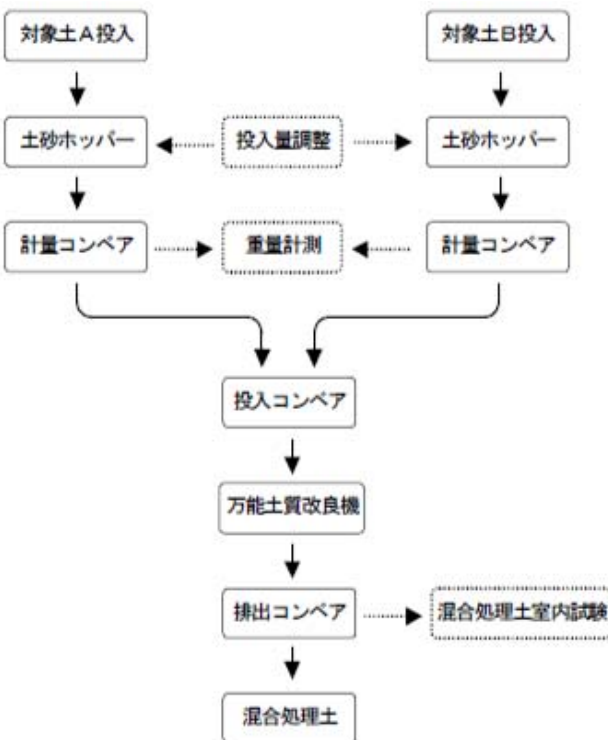 対象土A投入
対象土B投入
土砂ホッパー
投入量調整
土砂ホッパー
計量コンベア
重量計測
計量コンベア
投入コンベア
万能土質改良機
排出コンベア
混合処理土室内試験
混合処理土